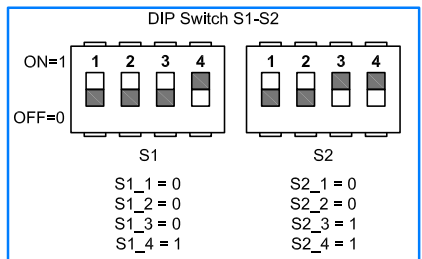 DIP Switch S1-S2
ON=1
1 2 3 4
1 2 3 4
OFF=0
S1
S2
S1_1 = 0
S1_2 = 0
S1_3 = 0
S1_4 = 1
S2_1 = 0
S2_2 = 0
S2_3 = 1
S2_4 = 1